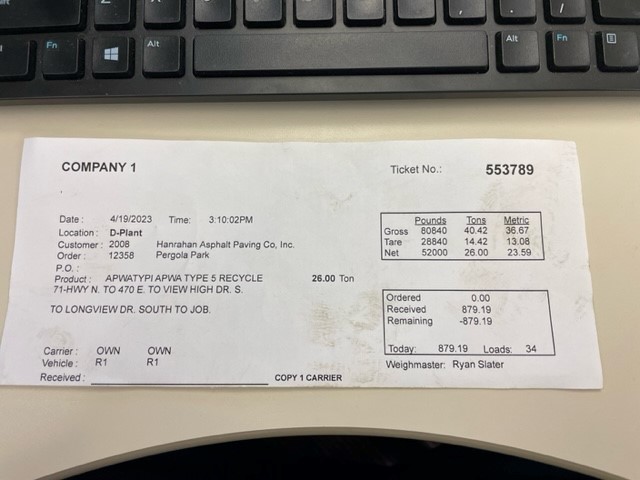 Fn
Alt
Alt
Fn
COMPANY 1
Ticket No.: 553789
Date : 4/19/2023 Time: 3:10:02PM
Location : D-Plant
Customer : 2008 Hanrahan Asphalt Paving Co, Inc.
Order : 12358 Pergola Park
P.O. :
Product : APWATYPI APWA TYPE 5 RECYCLE 26.00 Ton
71-HWY N. TO 470 E. TO VIEW HIGH DR. S.
TO LONGVIEW DR. SOUTH TO JOB.
Pounds Tons Metric
Gross 80840 40.42 36.67
Tare 28840 14.42 13.08
Net 52000 26.00 23.59
Ordered 0.00
Received 879.19
Remaining -879.19
Today: 879.19 Loads: 34
Carrier : OWN OWN
Vehicle : R1 R1
Weighmaster: Ryan Slater
Received : COPY 1 CARRIER